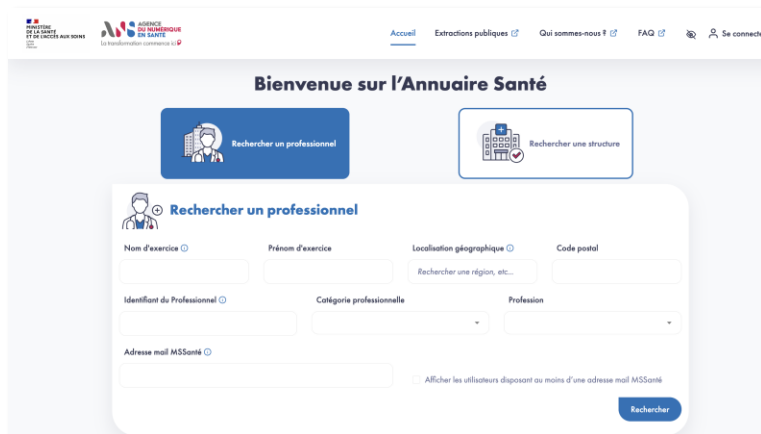 MINISTÈRE
DE LA SANTÉ
ET DE L'ACCÈS AUX SOINS
AGENCE
DU NUMÉRIQUE
EN SANTÉ
La transformation commence ici
Accueil
Extractions publiques
Qui sommes-nous ?
FAQ
Se connecte
Bienvenue sur l'Annuaire Santé
Rechercher un professionnel
Rechercher une structure
Rechercher un professionnel
Nom d'exercice
Prénom d'exercice
Localisation géographique
Code postal
Rechercher une région, etc...
Identifiant du Professionnel
Catégorie professionnelle
Profession
Adresse mail MSSanté
Afficher les utilisateurs disposant au moins d'une adresse mail MSSanté
Rechercher